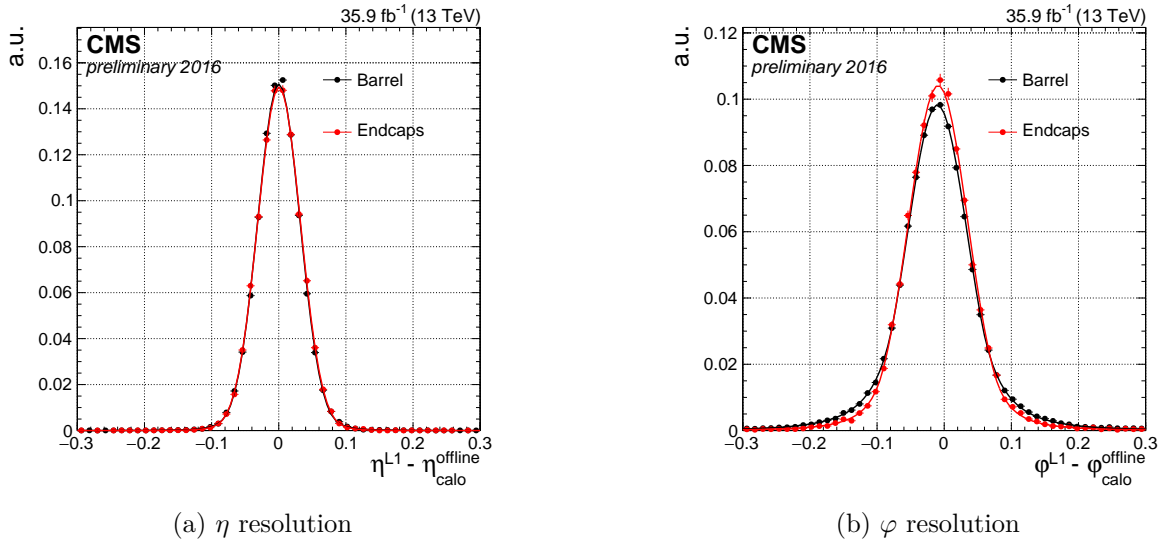 35.9 fb⁻¹ (13 TeV)
a.u.
CMS
preliminary 2016
Barrel
Endcaps
0.16
0.14
0.12
0.1
0.08
0.06
0.04
0.02
0
−0.3 −0.2 −0.1 0 0.1 0.2 0.3
η^L1 - η^offline_calo
(a) η resolution
35.9 fb⁻¹ (13 TeV)
a.u.
CMS
preliminary 2016
Barrel
Endcaps
0.12
0.1
0.08
0.06
0.04
0.02
0
−0.3 −0.2 −0.1 0 0.1 0.2 0.3
φ^L1 - φ^offline_calo
(b) φ resolution